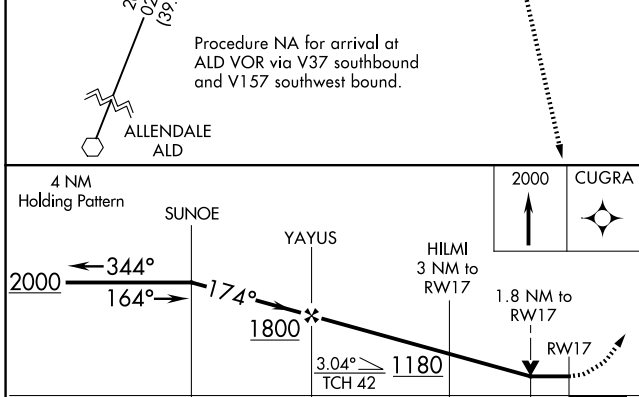 (39.
Procedure NA for arrival at
ALD VOR via V37 southbound
and V157 southwest bound.
ALLENDALE
ALD
4 NM
Holding Pattern
SUNOE
YAYUS
HILMI
3 NM to
RW17
2000
CUGRA
1.8 NM to
RW17
RW17
2000
344°
164°
174°
1800
3.04°
TCH 42
1180